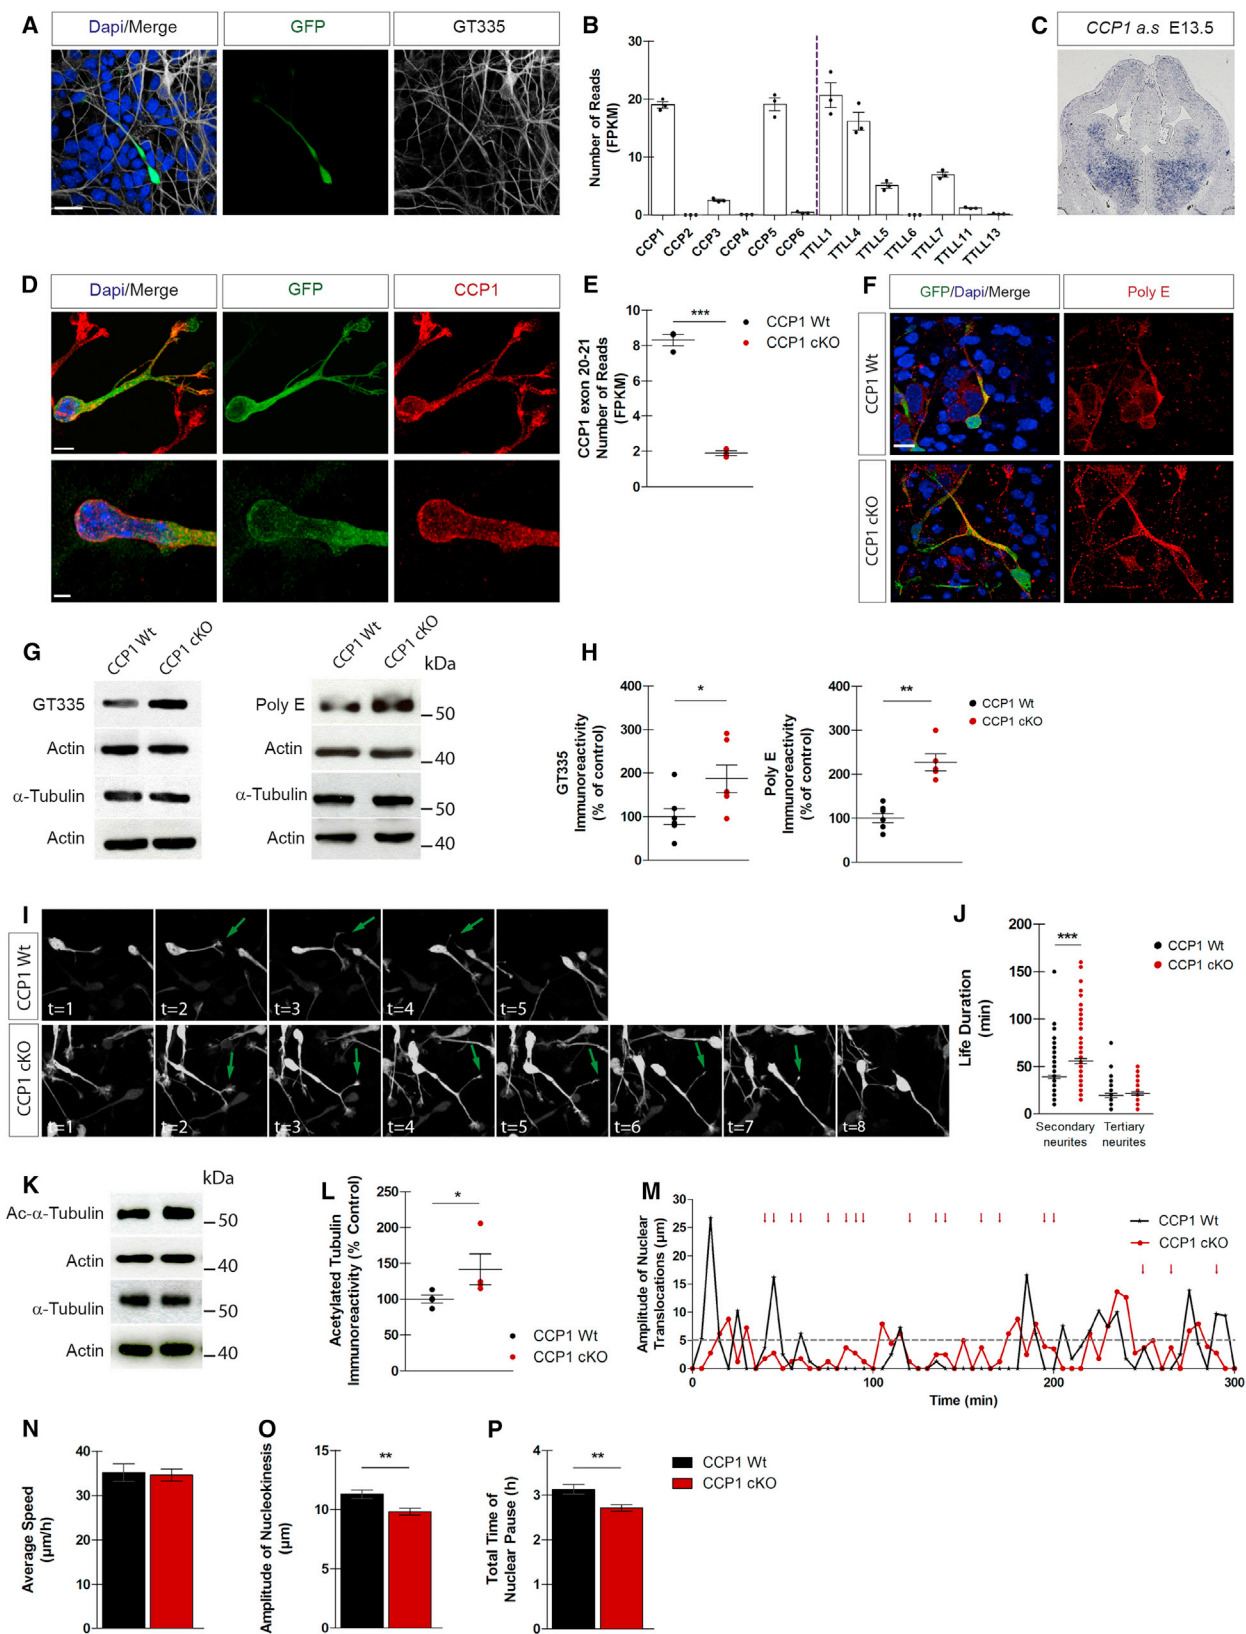 A
Dapi/Merge
GFP
GT335
B
Number of Reads
(FPKM)
30
20
10
0
CCP1
CCP2
CCP3
CCP4
CCP5
CCP6
TTLL1
TTLL4
TTLL5
TTLL6
TTLL7
TTLL11
TTLL13
C
CCP1 a.s E13.5
D
Dapi/Merge
GFP
CCP1
E
CCP1 exon 20-21
Number of Reads
(FPKM)
10
8
6
4
2
0
***
CCP1 Wt
CCP1 cKO
F
GFP/Dapi/Merge
Poly E
CCP1 Wt
CCP1 cKO
G
CCP1 Wt
CCP1 cKO
GT335
Actin
α-Tubulin
Actin
CCP1 Wt
CCP1 cKO
kDa
Poly E
50
Actin
40
α-Tubulin
50
Actin
40
H
GT335
Immunoreactivity
(% of control)
400
300
200
100
0
*
Poly E
Immunoreactivity
(% of control)
400
300
200
100
0
**
CCP1 Wt
CCP1 cKO
I
CCP1 Wt
t=1
t=2
t=3
t=4
t=5
CCP1 cKO
t=1
t=2
t=3
t=4
t=5
t=6
t=7
t=8
J
Life Duration
(min)
200
150
100
50
0
***
CCP1 Wt
CCP1 cKO
Secondary
neurites
Tertiary
neurites
K
kDa
Ac-α-Tubulin
50
Actin
40
α-Tubulin
50
Actin
40
L
Acetylated Tubulin
Immunoreactivity (% Control)
250
200
150
100
50
0
*
CCP1 Wt
CCP1 cKO
M
Amplitude of Nuclear
Translocations (µm)
30
25
20
15
10
5
0
0
100
200
300
Time (min)
CCP1 Wt
CCP1 cKO
N
Average Speed
(µm/h)
40
30
20
10
0
O
Amplitude of Nucleokinesis
(µm)
15
10
5
0
**
P
Total Time of
Nuclear Pause (h)
4
3
2
1
0
**
CCP1 Wt
CCP1 cKO